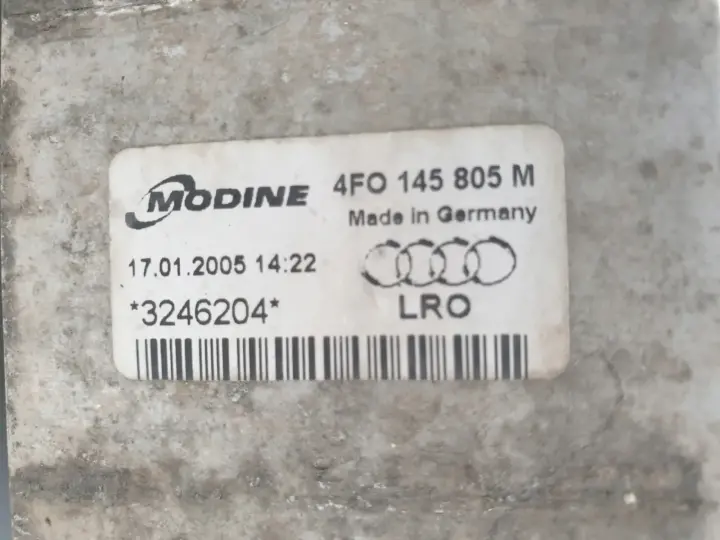 MODINE 4FO 145 805 M
Made in Germany
17.01.2005 14:22
*3246204* LRO